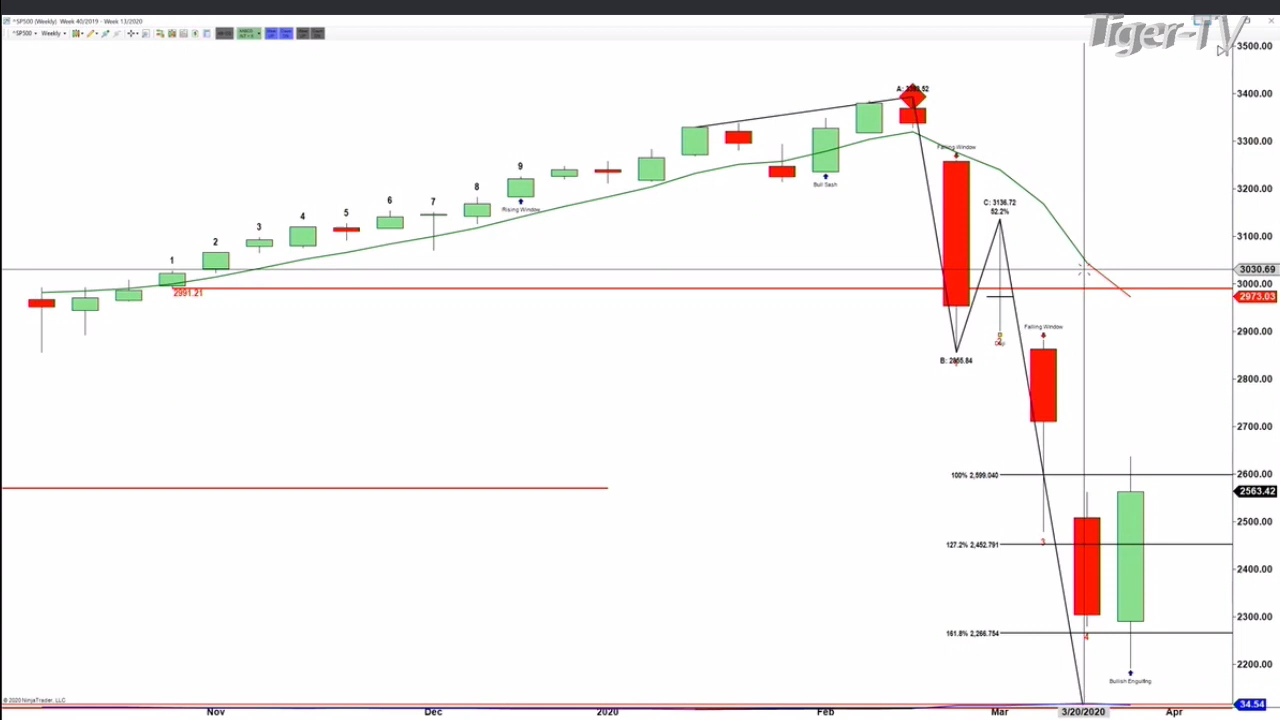 *SP500 (Weekly) Week 40/2019 - Week 13/2020
*SP500 Weekly
Tiger-TV
3500.00
3400.00
3300.00
3200.00
3100.00
3030.69
3000.00
2973.03
2900.00
2800.00
2700.00
2600.00
2563.42
2500.00
2400.00
2300.00
2200.00
34.54
1
2
3
4
5
6
7
8
9
Rising Window
Bull Sash
Falling Window
C: 3136.72
52.2%
2991.21
Falling Window
B: 2855.84
100% 2,599.040
127.2% 2,452.791
3
161.8% 2,266.754
4
Bullish Engulfing
© 2020 NinjaTrader, LLC
Nov
Dec
2020
Feb
Mar
3/20/2020
Apr